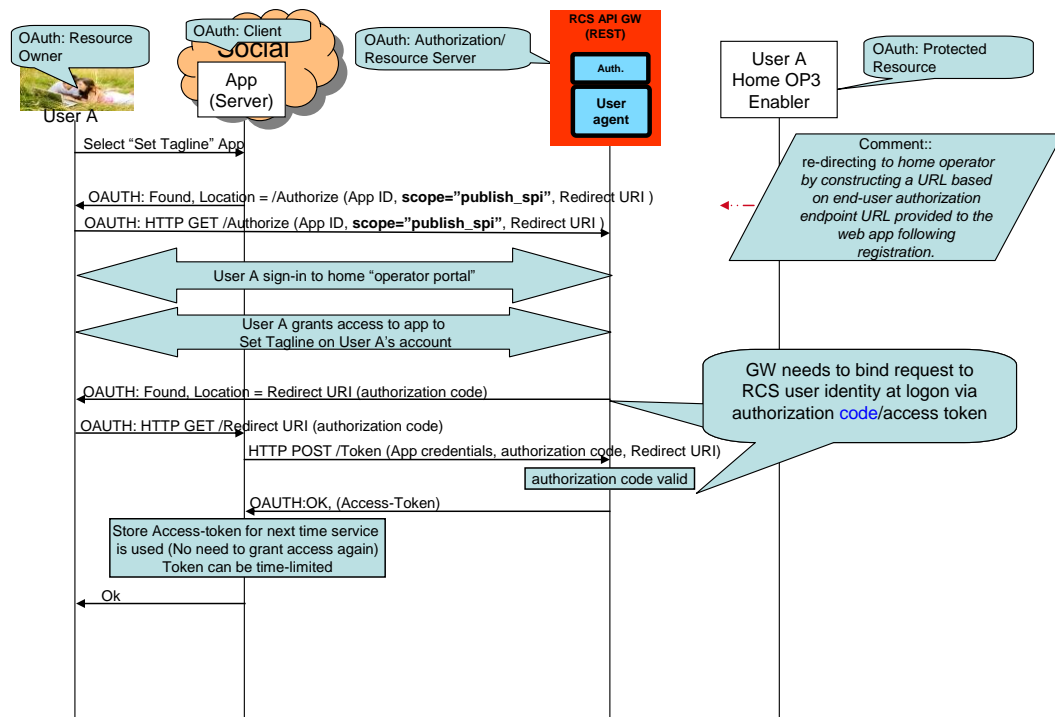 OAuth: Resource
Owner
User A
OAuth: Client
Social
App
(Server)
OAuth: Authorization/
Resource Server
RCS API GW
(REST)
Auth.
User
agent
User A
Home OP3
Enabler
OAuth: Protected
Resource
Select “Set Tagline” App
Comment::
re-directing to home operator
by constructing a URL based
on end-user authorization
endpoint URL provided to the
web app following
registration.
OAUTH: Found, Location = /Authorize (App ID, scope=”publish_spi”, Redirect URI )
OAUTH: HTTP GET /Authorize (App ID, scope=”publish_spi”, Redirect URI )
User A sign-in to home “operator portal”
User A grants access to app to
Set Tagline on User A’s account
GW needs to bind request to
RCS user identity at logon via
authorization code/access token
OAUTH: Found, Location = Redirect URI (authorization code)
OAUTH: HTTP GET /Redirect URI (authorization code)
HTTP POST /Token (App credentials, authorization code, Redirect URI)
authorization code valid
OAUTH:OK, (Access-Token)
Store Access-token for next time service
is used (No need to grant access again)
Token can be time-limited
Ok